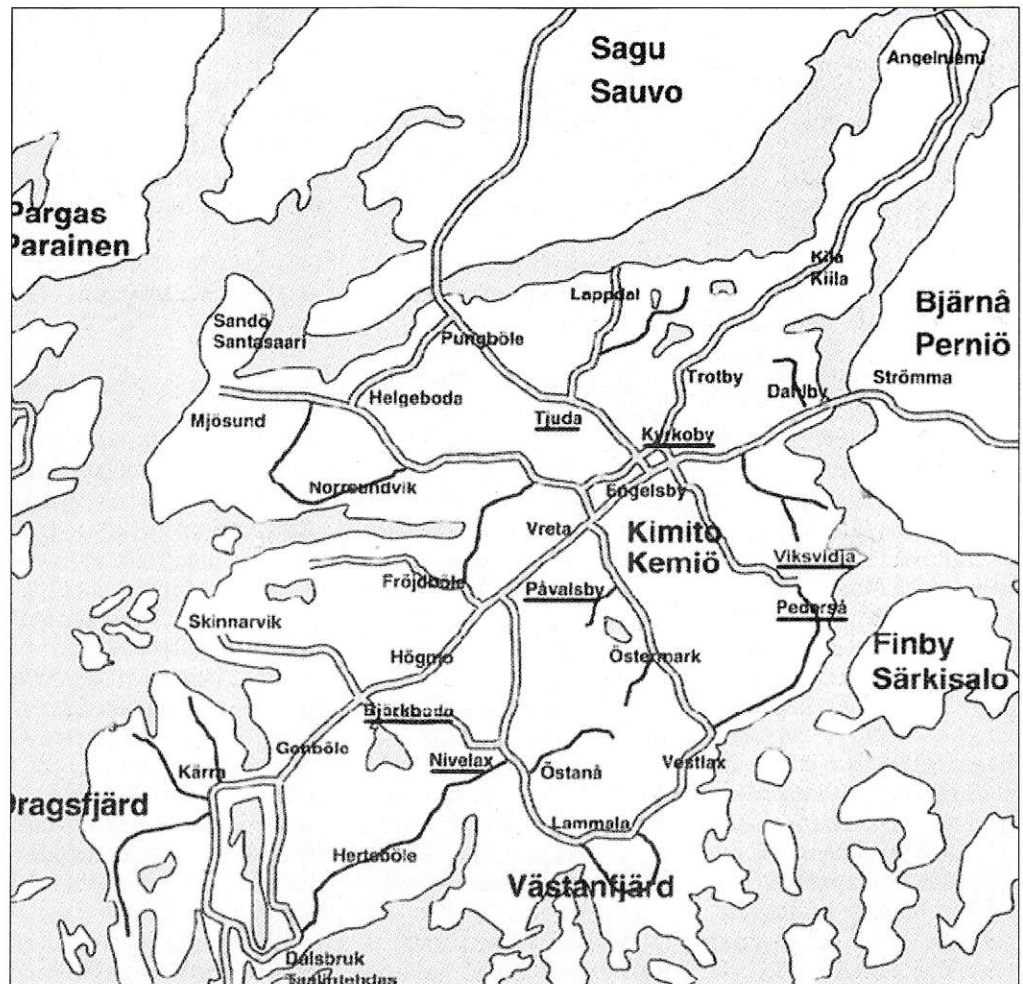 Sagu
Sauvo
Angelniemi
Pargas
Parainen
Kila
Kiila
Lappdal
Bjärnå
Perniö
Sandö
Santasaari
Pungböle
Strömma
Trotby
Dahlby
Helgeboda
Mjösund
Tjuda
Kyrkoby
Norrsundvik
Engelsby
Vreta
Kimito
Kemiö
Viksvidja
Fröjdböle
Påvalsby
Pederså
Skinnarvik
Högmo
Östermark
Finby
Särkisalo
Björkboda
Genböle
Nivelax
Vestlax
Kärra
Östanå
Dragsfjärd
Lammala
Hertsböle
Västanfjärd
Dalsbruk
Taalintehdas